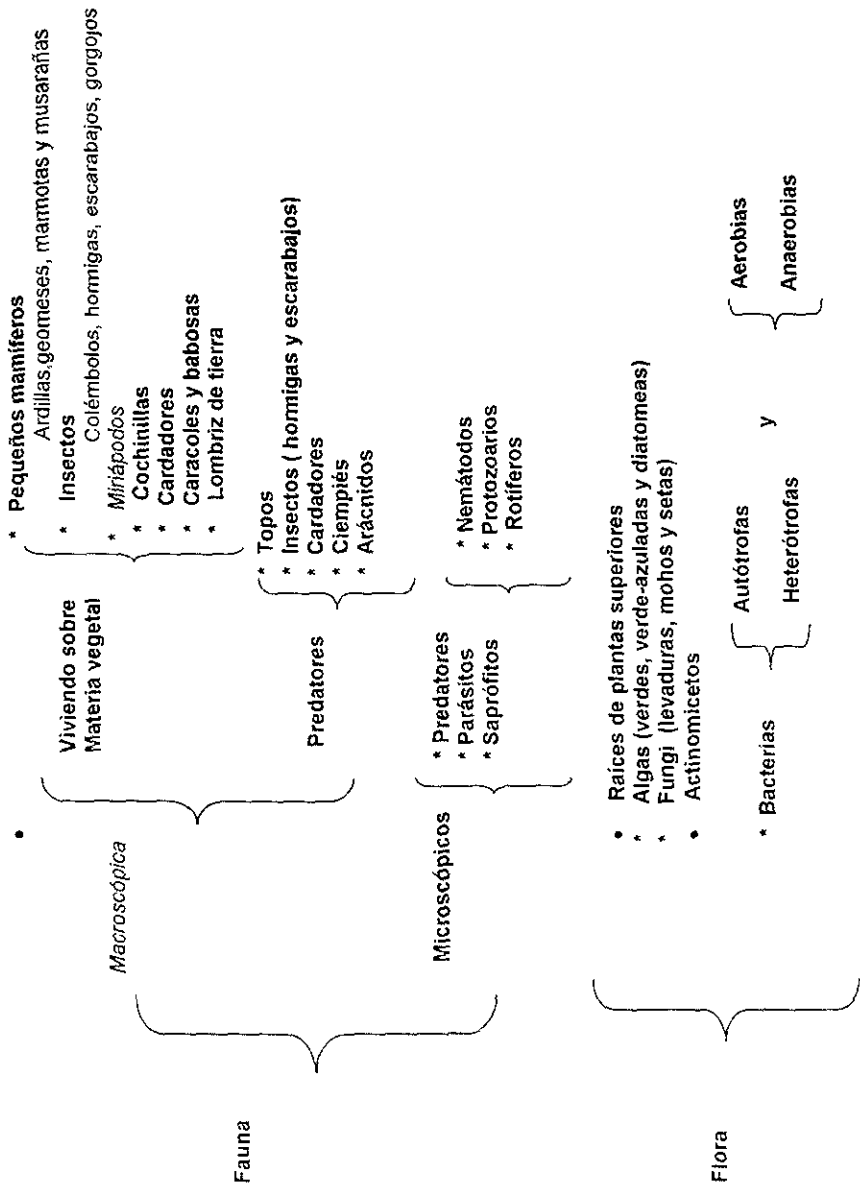 Fauna
Macroscópica
•
Viviendo sobre
Materia vegetal
* Pequeños mamíferos
Ardillas,geomeses, marmotas y musarañas
* Insectos
Colémbolos, hormigas, escarabajos, gorgojos
* Miriápodos
* Cochinillas
* Cardadores
* Caracoles y babosas
* Lombriz de tierra
Predatores
* Topos
* Insectos ( hormigas y escarabajos)
* Cardadores
* Ciempiés
* Arácnidos
Microscópicos
* Predatores
* Parásitos
* Saprófitos
* Nemátodos
* Protozoarios
* Rotíferos
Flora
• Raíces de plantas superiores
* Algas (verdes, verde-azuladas y diatomeas)
* Fungi (levaduras, mohos y setas)
• Actinomicetos
* Bacterias
Autótrofas
Heterótrofas
y
Aerobias
Anaerobias